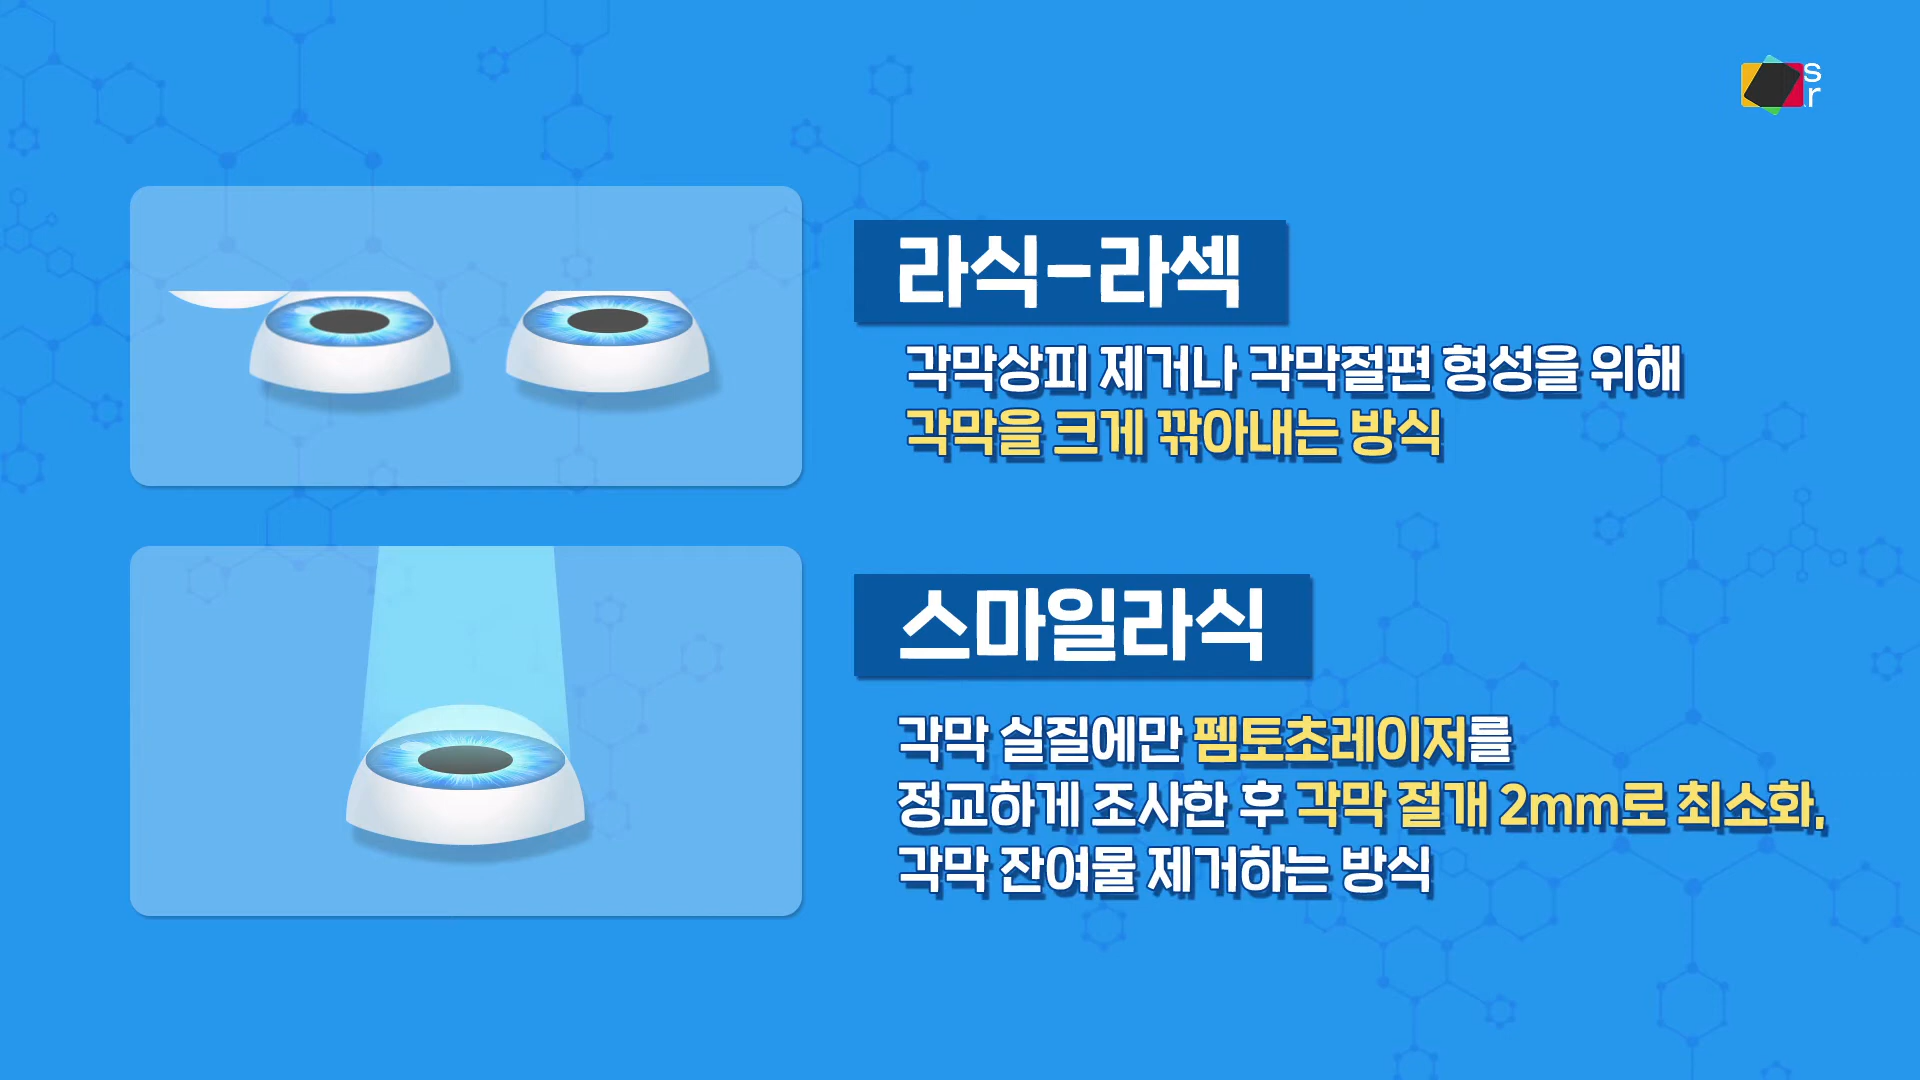 라식-라섹
각막상피 제거나 각막절편 형성을 위해
각막을 크게 깎아내는 방식
스마일라식
각막 실질에만 펨토초레이저를
정교하게 조사한 후 각막 절개 2mm로 최소화,
각막 잔여물 제거하는 방식